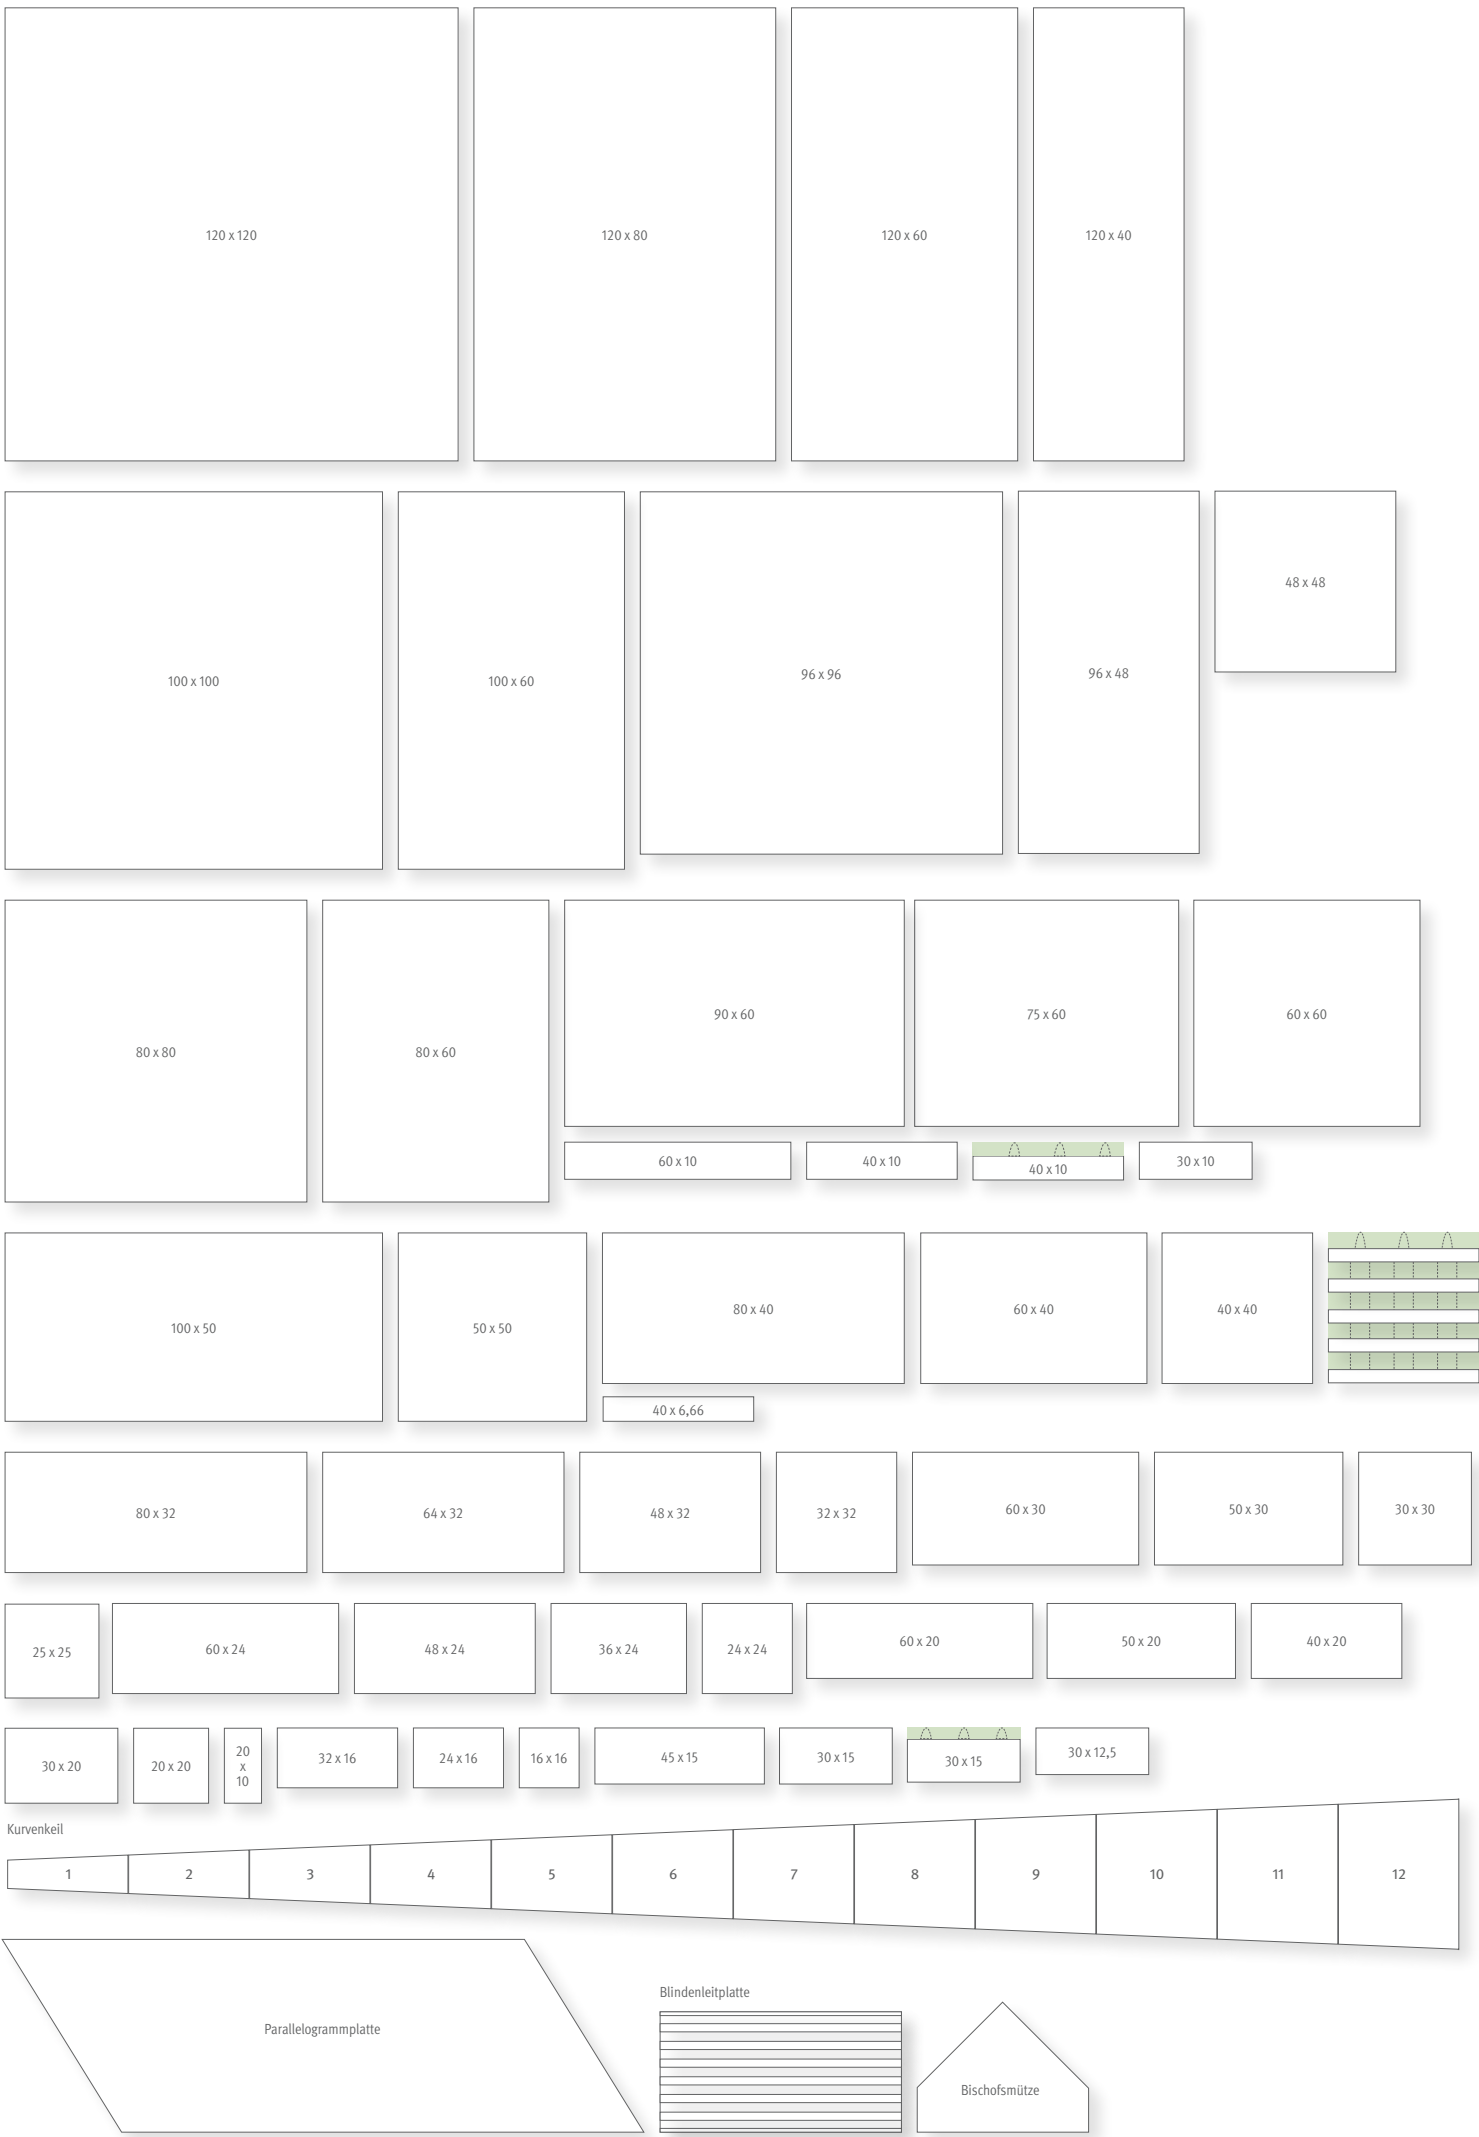 120 x 120
120 x 80
120 x 60
120 x 40
100 x 100
100 x 60
96 x 96
96 x 48
48 x 48
80 x 80
80 x 60
90 x 60
75 x 60
60 x 60
60 x 10
40 x 10
40 x 10
30 x 10
100 x 50
50 x 50
80 x 40
60 x 40
40 x 40
40 x 6,66
80 x 32
64 x 32
48 x 32
32 x 32
60 x 30
50 x 30
30 x 30
25 x 25
60 x 24
48 x 24
36 x 24
24 x 24
60 x 20
50 x 20
40 x 20
30 x 20
20 x 20
20
x
10
32 x 16
24 x 16
16 x 16
45 x 15
30 x 15
30 x 15
30 x 12,5
Kurvenkeil
1
2
3
4
5
6
7
8
9
10
11
12
Parallelogrammplatte
Blindenleitplatte
Bischofsmütze